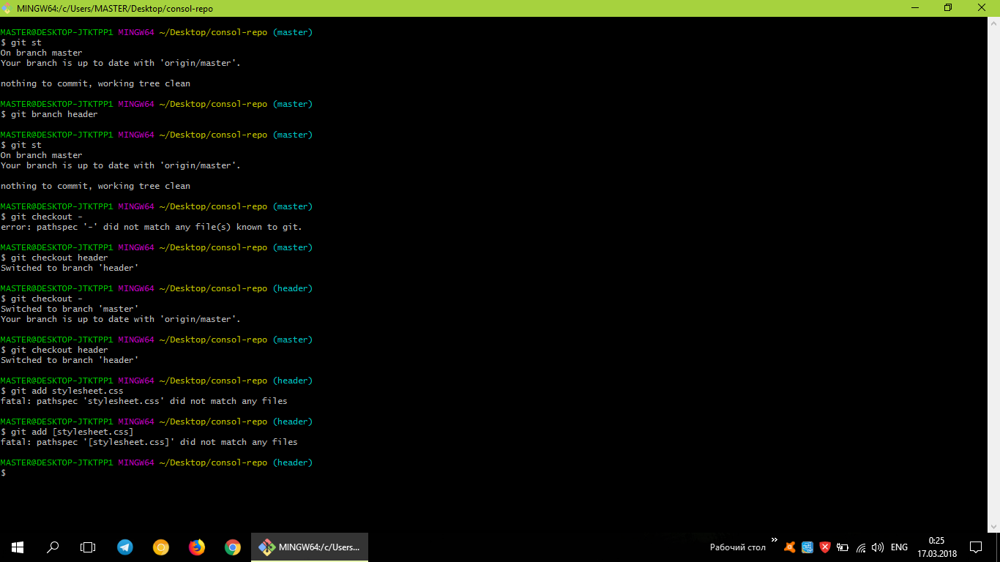 MINGW64:/c/Users/MASTER/Desktop/consol-repo
MASTER@DESKTOP-JTKTPP1 MINGW64 ~/Desktop/consol-repo (master)
$ git st
On branch master
Your branch is up to date with 'origin/master'.
nothing to commit, working tree clean
MASTER@DESKTOP-JTKTPP1 MINGW64 ~/Desktop/consol-repo (master)
$ git branch header
MASTER@DESKTOP-JTKTPP1 MINGW64 ~/Desktop/consol-repo (master)
$ git st
On branch master
Your branch is up to date with 'origin/master'.
nothing to commit, working tree clean
MASTER@DESKTOP-JTKTPP1 MINGW64 ~/Desktop/consol-repo (master)
$ git checkout -
error: pathspec '-' did not match any file(s) known to git.
MASTER@DESKTOP-JTKTPP1 MINGW64 ~/Desktop/consol-repo (master)
$ git checkout header
Switched to branch 'header'
MASTER@DESKTOP-JTKTPP1 MINGW64 ~/Desktop/consol-repo (header)
$ git checkout -
Switched to branch 'master'
Your branch is up to date with 'origin/master'.
MASTER@DESKTOP-JTKTPP1 MINGW64 ~/Desktop/consol-repo (master)
$ git checkout header
Switched to branch 'header'
MASTER@DESKTOP-JTKTPP1 MINGW64 ~/Desktop/consol-repo (header)
$ git add stylesheet.css
fatal: pathspec 'stylesheet.css' did not match any files
MASTER@DESKTOP-JTKTPP1 MINGW64 ~/Desktop/consol-repo (header)
$ git add [stylesheet.css]
fatal: pathspec '[stylesheet.css]' did not match any files
MASTER@DESKTOP-JTKTPP1 MINGW64 ~/Desktop/consol-repo (header)
$
MINGW64:/c/Users...
Рабочий стол
ENG
0:25
17.03.2018